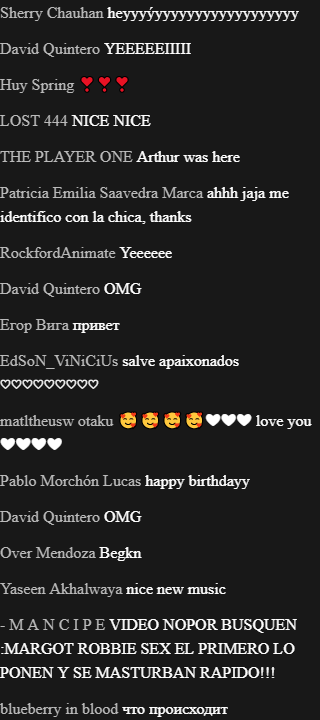 Sherry Chauhan heyyyýyyyyyyyyyyyyyyyyyy
David Quintero YEEEEEIIIII
Huy Spring ❣❣❣
LOST 444 NICE NICE
THE PLAYER ONE Arthur was here
Patricia Emilia Saavedra Marca ahhh jaja me
identifico con la chica, thanks
RockfordAnimate Yeeeeee
David Quintero OMG
Егор Вига привет
EdSoN_ViNiCiUs salve apaixonados
♡♡♡♡♡♡♡♡♡
matltheusw otaku 🥰 🥰 🥰 🥰🤍🤍🤍 love you
🤍🤍🤍🤍
Pablo Morchón Lucas happy birthdayy
David Quintero OMG
Over Mendoza Begkn
Yaseen Akhalwaya nice new music
- M A N C I P E VIDEO NOPOR BUSQUEN
:MARGOT ROBBIE SEX EL PRIMERO LO
PONEN Y SE MASTURBAN RAPIDO!!!
blueberry in blood что происходит